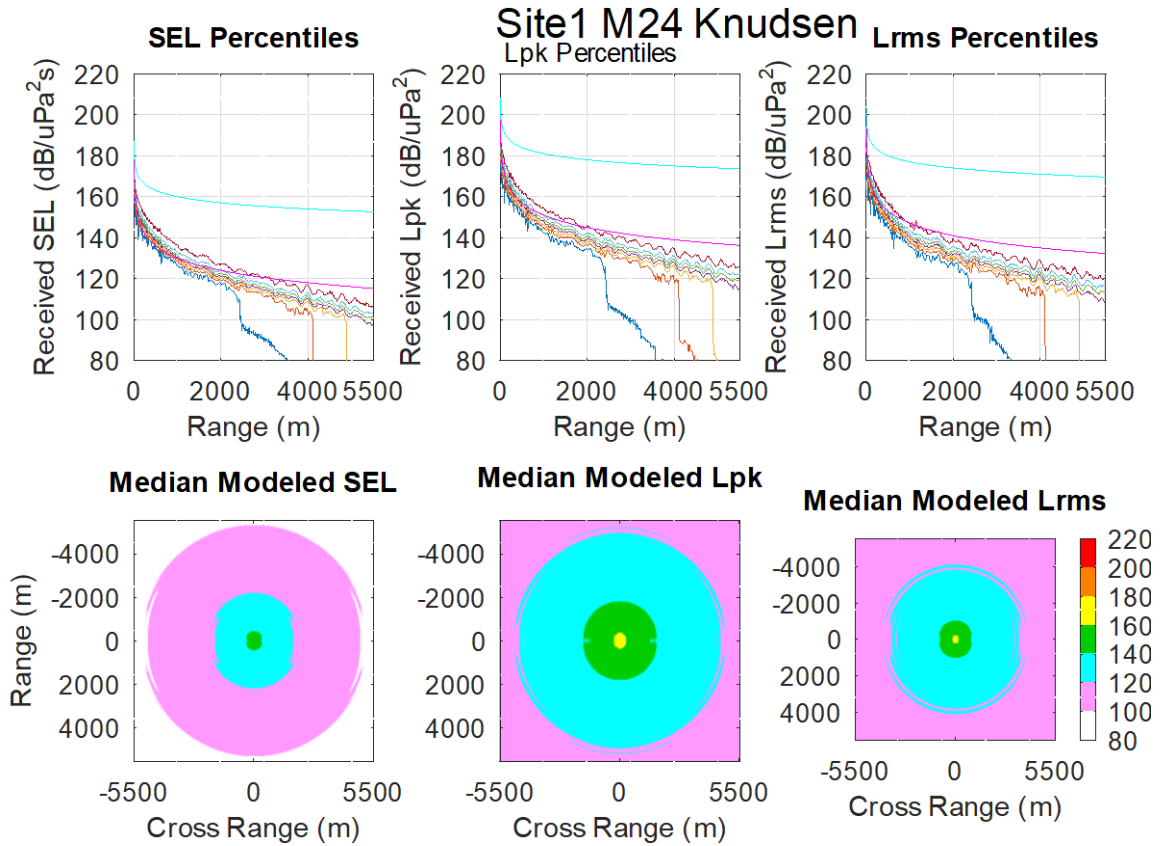 Site1 M24 Knudsen
SEL Percentiles
Lpk Percentiles
Lrms Percentiles
Received SEL (dB/uPa²s)
220
200
180
160
140
120
100
80
0 2000 4000 5500
Range (m)
Received Lpk (dB/uPa²)
220
200
180
160
140
120
100
80
0 2000 4000 5500
Range (m)
Received Lrms (dB/uPa²)
220
200
180
160
140
120
100
80
0 2000 4000 5500
Range (m)
Median Modeled SEL
Range (m)
-4000
-2000
0
2000
4000
-5500 0 5500
Cross Range (m)
Median Modeled Lpk
-4000
-2000
0
2000
4000
-5500 0 5500
Cross Range (m)
Median Modeled Lrms
-4000
-2000
0
2000
4000
-5500 0 5500
Cross Range (m)
220
200
180
160
140
120
100
80